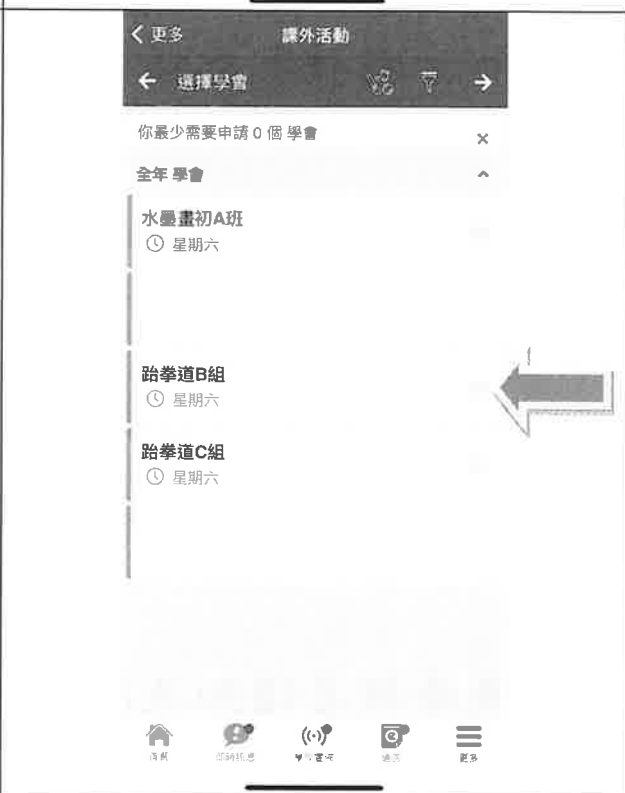 更多 課外活動
選擇學會
你最少需要申請 0 個 學會
全年 學會
水墨畫初A班
星期六
跆拳道B組
星期六
跆拳道C組
星期六
更多